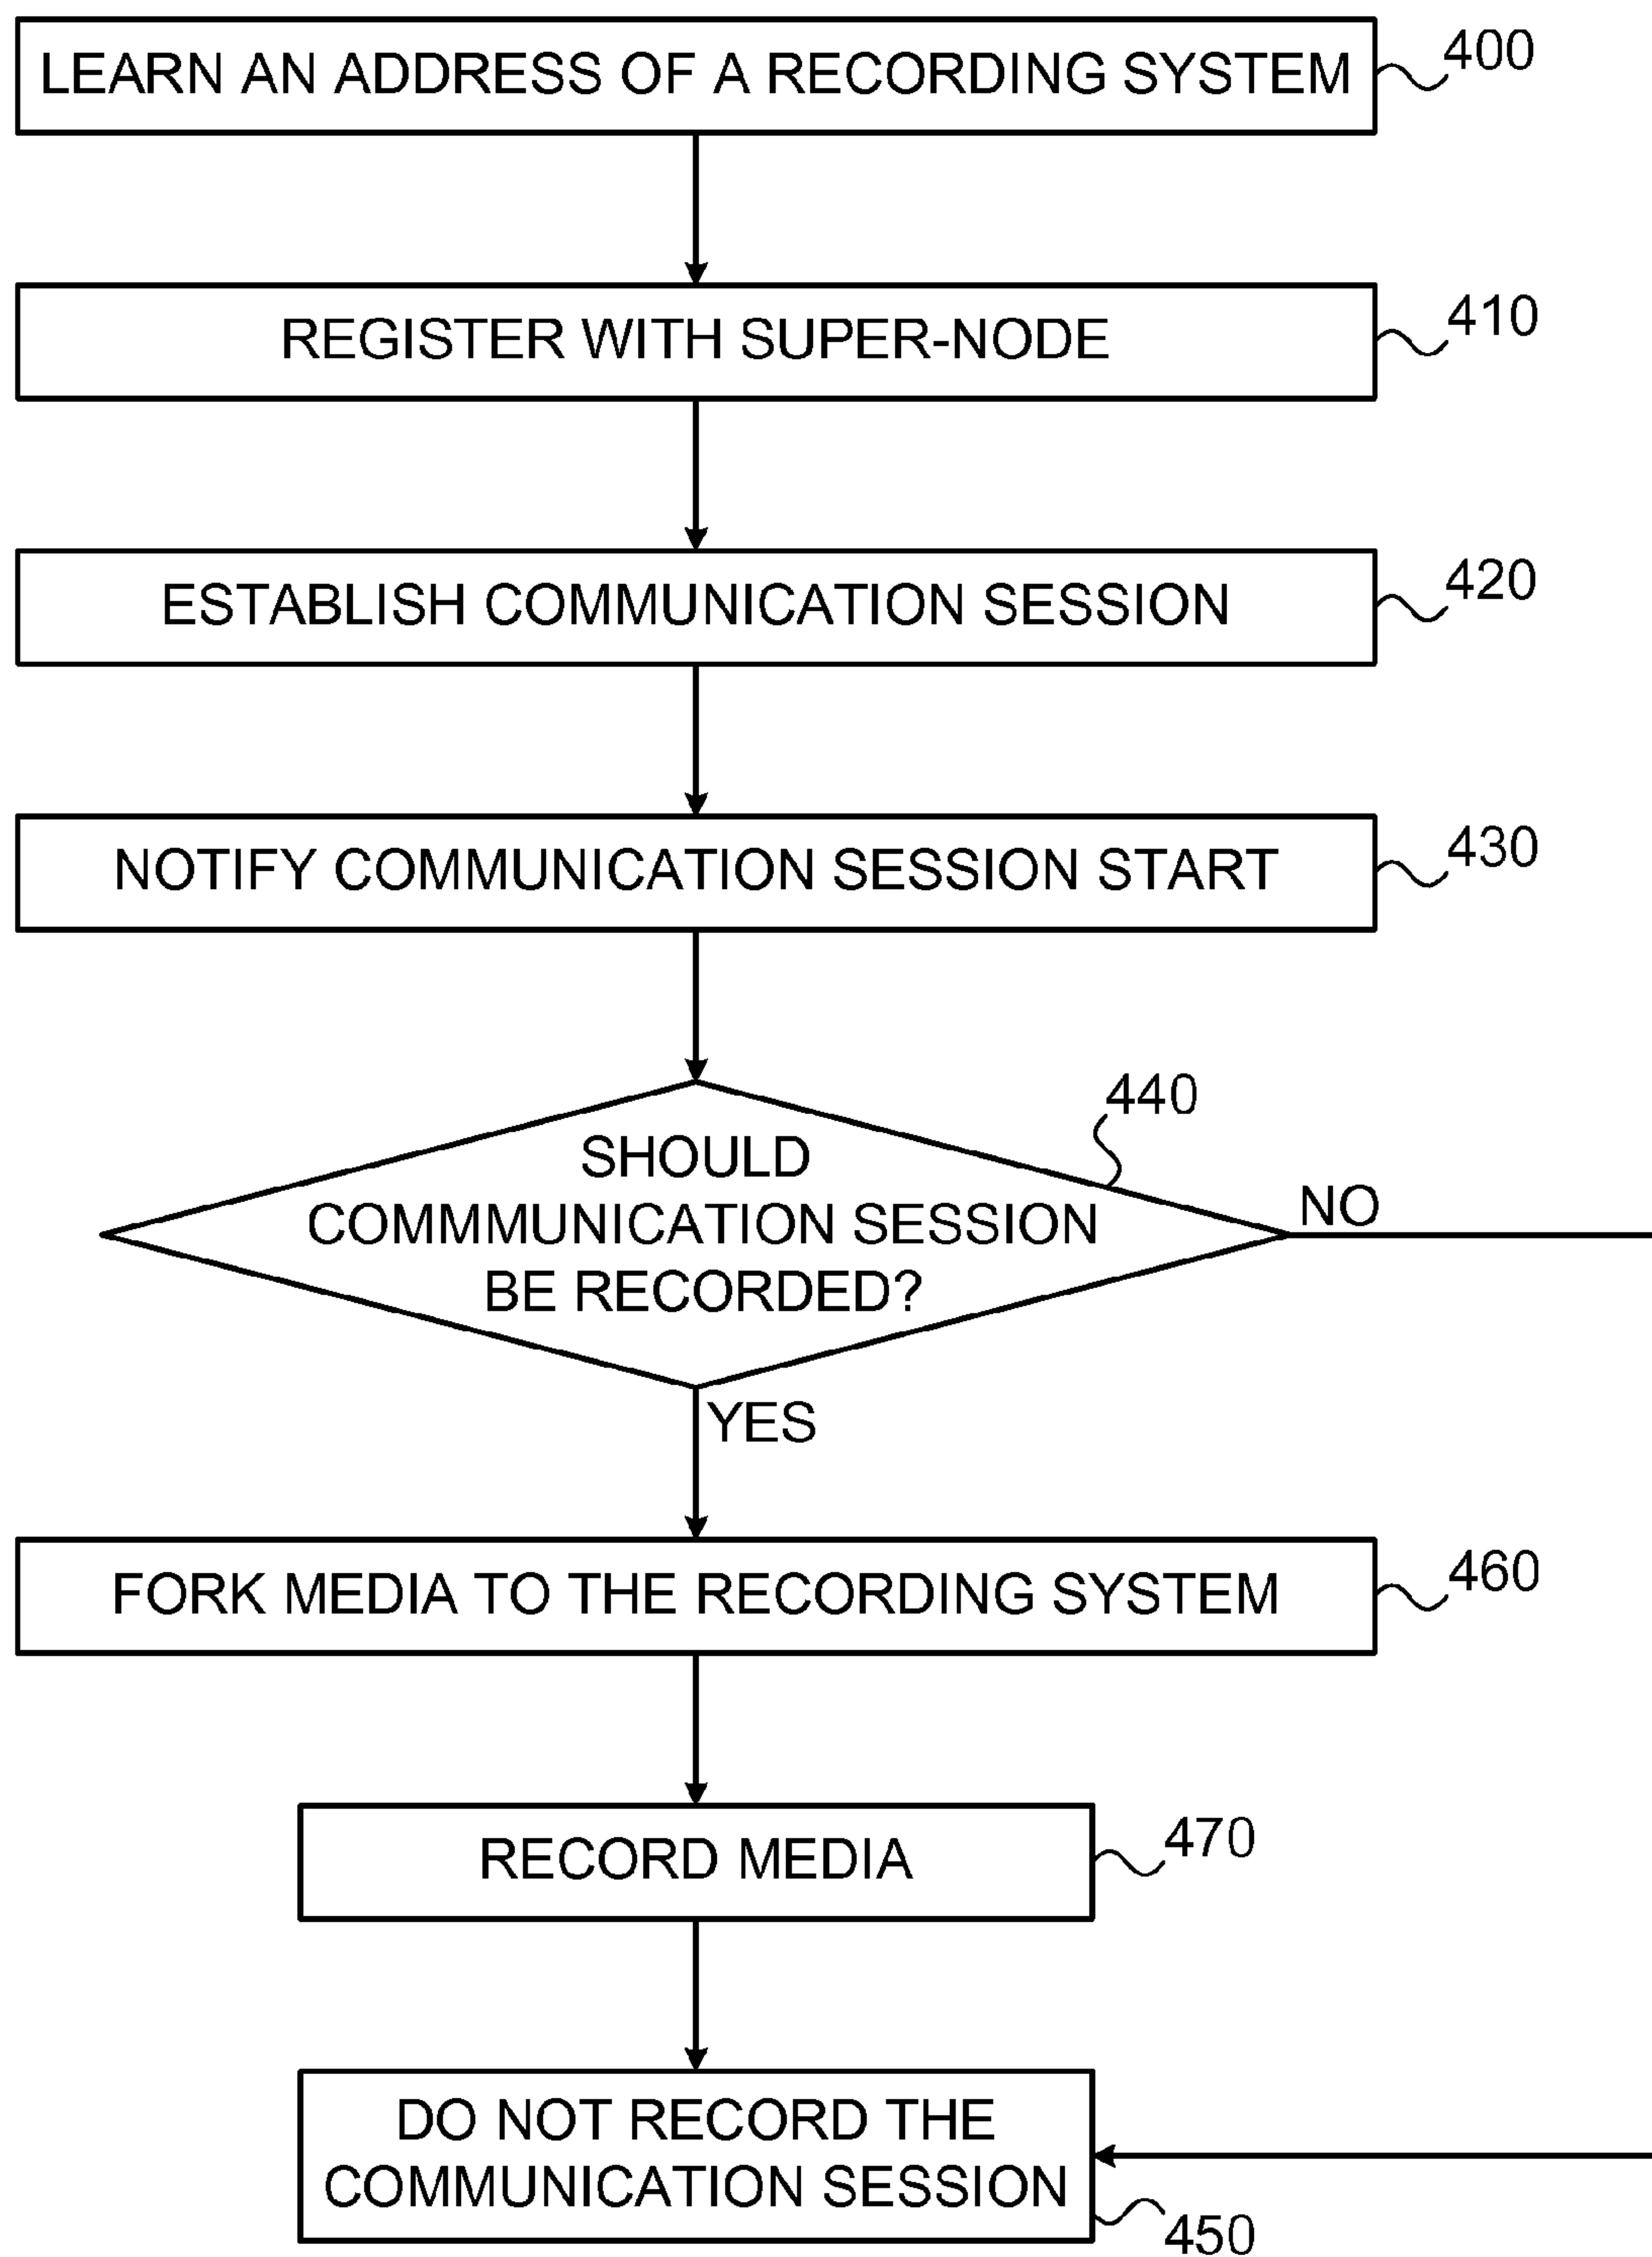 LEARN AN ADDRESS OF A RECORDING SYSTEM
400
REGISTER WITH SUPER-NODE
410
ESTABLISH COMMUNICATION SESSION
420
NOTIFY COMMUNICATION SESSION START
430
440
SHOULD
COMMMUNICATION SESSION
BE RECORDED?
NO
YES
FORK MEDIA TO THE RECORDING SYSTEM
460
RECORD MEDIA
470
DO NOT RECORD THE
COMMUNICATION SESSION
450